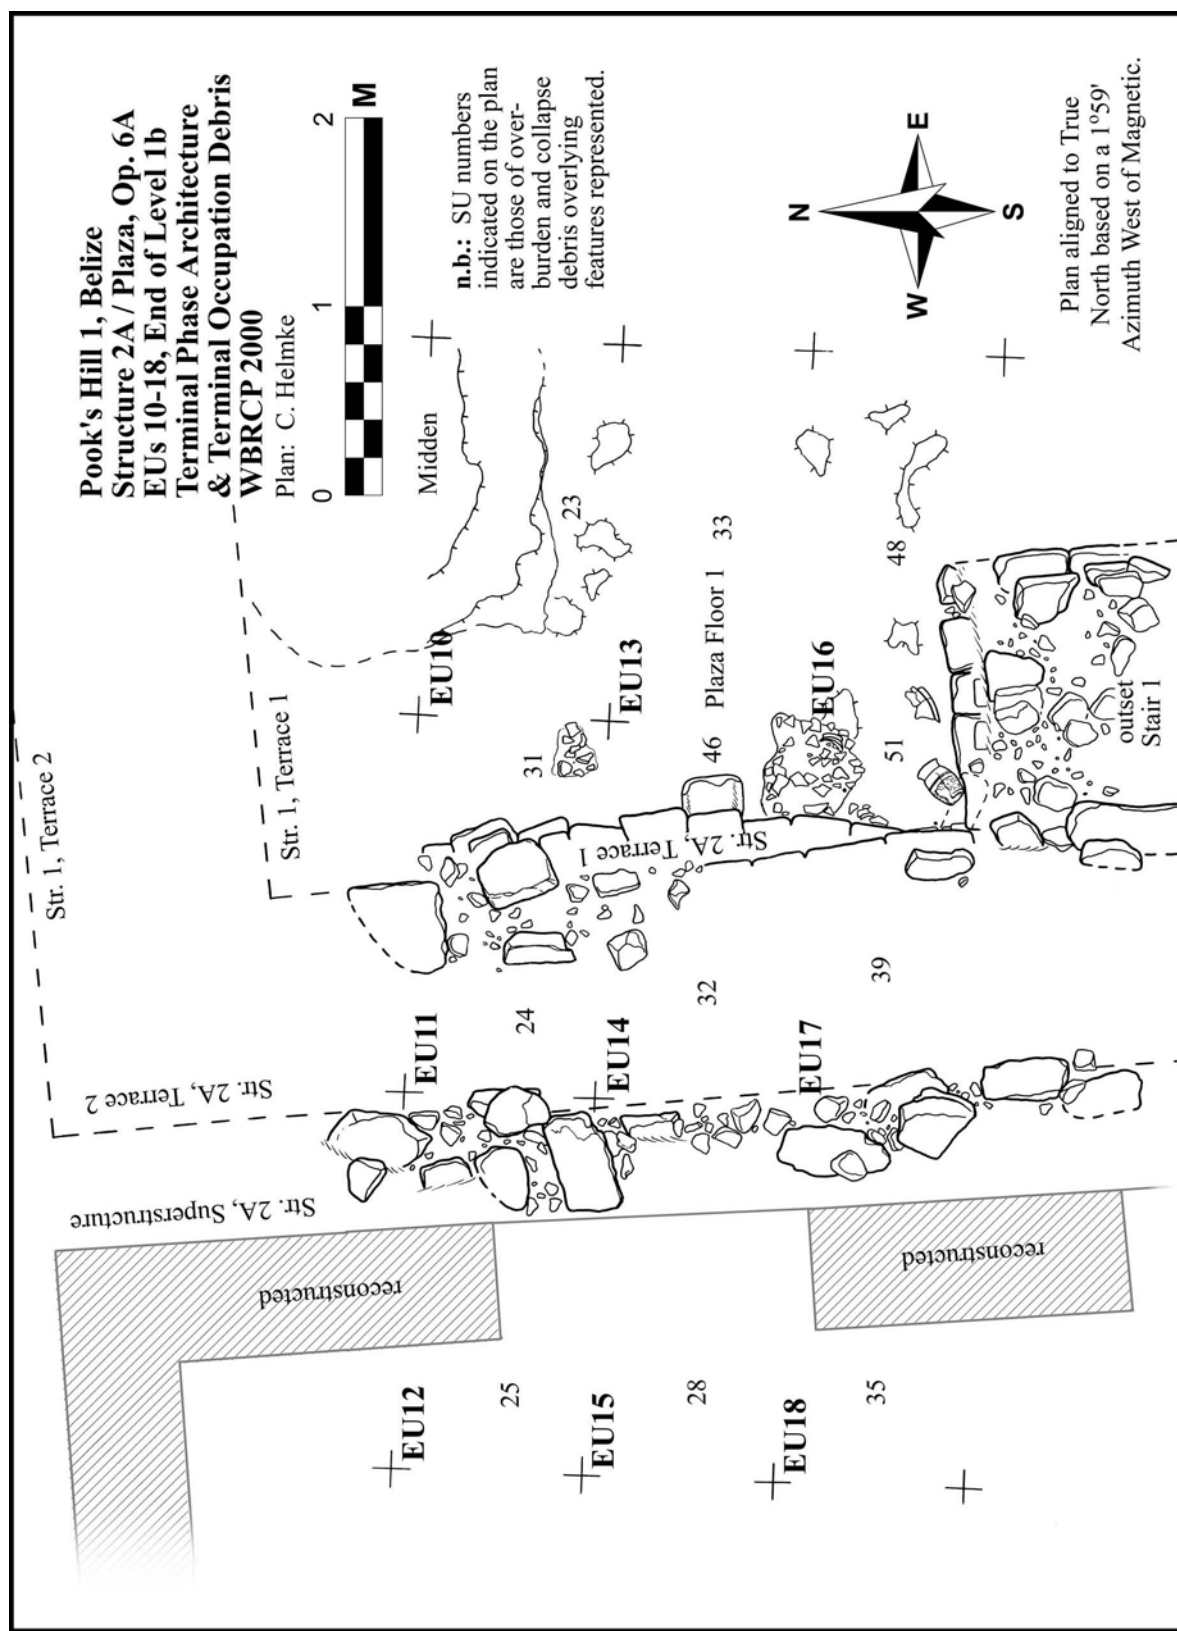 Pook's Hill 1, Belize
Structure 2A / Plaza, Op. 6A
EUs 10-18, End of Level 1b
Terminal Phase Architecture
& Terminal Occupation Debris
WBRCP 2000
Plan: C. Helmke
0 1 2
M
n.b.: SU numbers
indicated on the plan
are those of over-
burden and collapse
debris overlying
features represented.
N
W E
S
Plan aligned to True
North based on a 1°59'
Azimuth West of Magnetic.
Str. 1, Terrace 2
Str. 1, Terrace 1
Str. 2A, Terrace 2
Str. 2A, Superstructure
Midden
EU12
EU11
EU10
reconstructed
25
24
31
23
EU15
EU14
EU13
Str. 2A, Terrace 1
28
32
46
Plaza Floor 1
33
EU18
EU17
EU16
reconstructed
35
39
51
48
outset
Stair 1